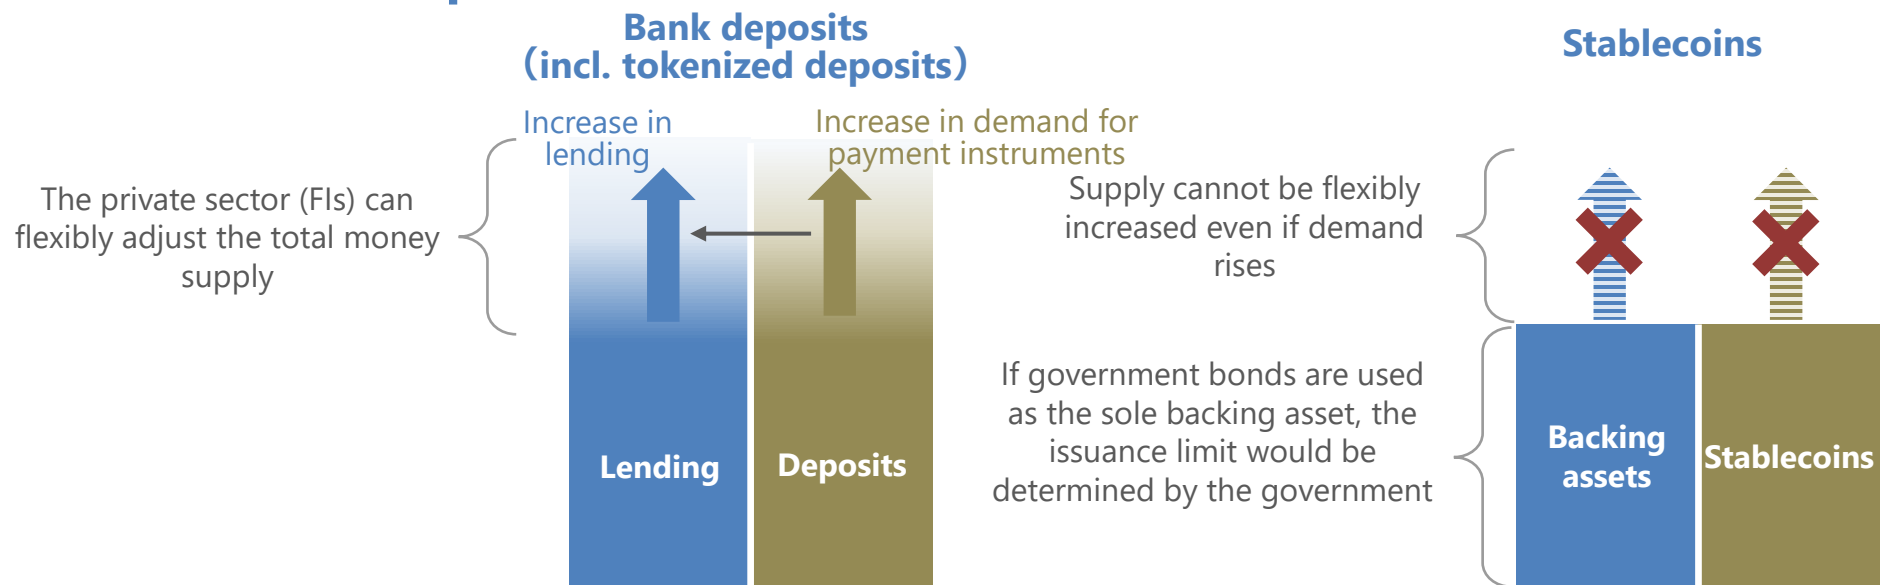 Bank deposits
（incl. tokenized deposits）
Increase in
lending
Increase in demand for
payment instruments
The private sector (FIs) can
flexibly adjust the total money
supply
Lending
Deposits
Stablecoins
Supply cannot be flexibly
increased even if demand
rises
If government bonds are used
as the sole backing asset, the
issuance limit would be
determined by the government
Backing
assets
Stablecoins